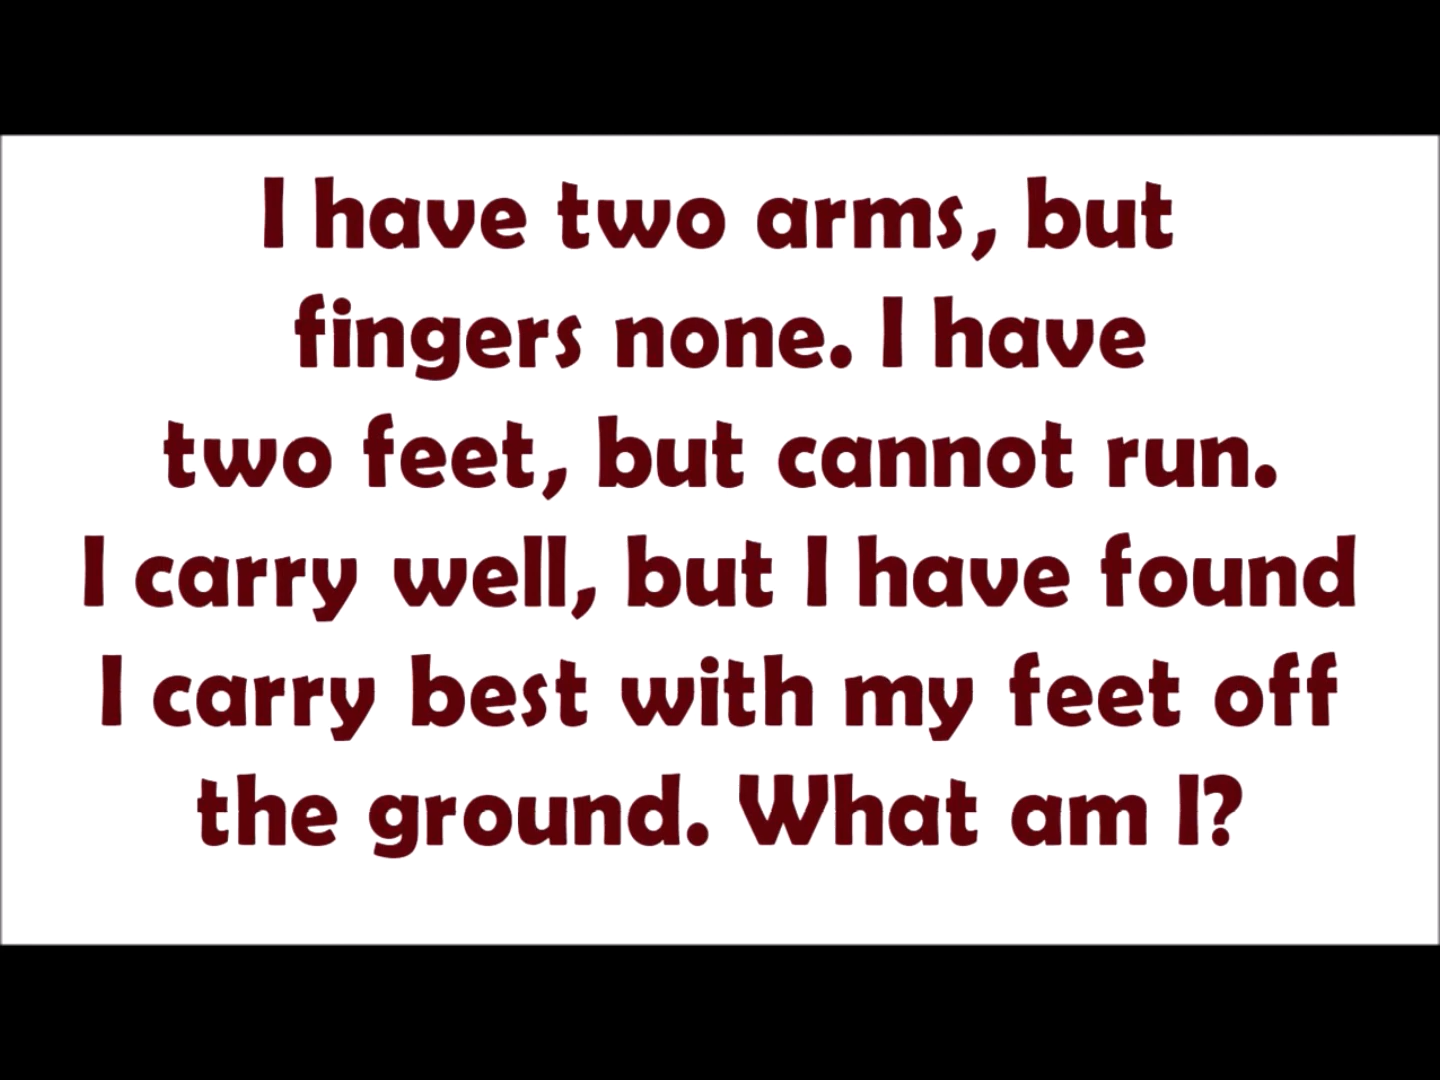 I have two arms, but
fingers none. I have
two feet, but cannot run.
I carry well, but I have found
I carry best with my feet off
the ground. What am I?